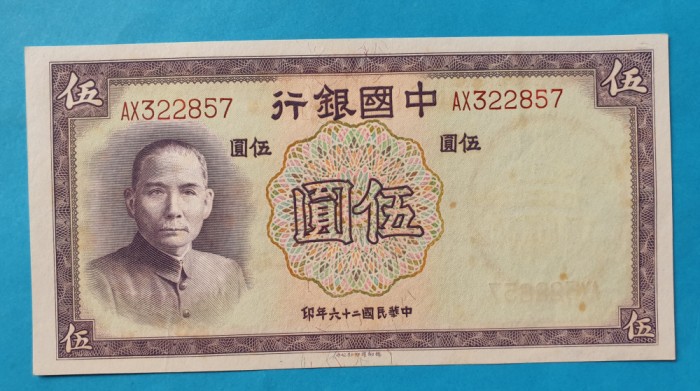 伍 伍
AX322857 中國銀行 AX322857
伍圓 伍圓
伍圓
中華民國二十六年印
伍 伍